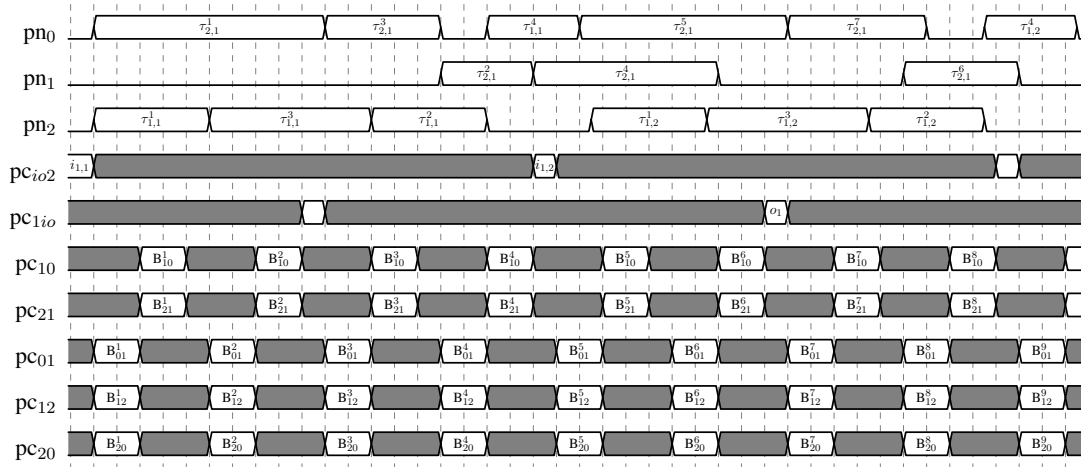 pn₀ τ¹₂,₁ τ³₂,₁ τ⁴₁,₁ τ⁵₂,₁ τ⁷₂,₁ τ⁴₁,₂
pn₁ τ²₂,₁ τ⁴₂,₁ τ⁶₂,₁
pn₂ τ¹₁,₁ τ³₁,₁ τ²₁,₁ τ¹₁,₂ τ³₁,₂ τ²₁,₂
pc_io2 i₁,₁ i₁,₂
pc_1io o₁
pc₁₀ B¹₁₀ B²₁₀ B³₁₀ B⁴₁₀ B⁵₁₀ B⁶₁₀ B⁷₁₀ B⁸₁₀
pc₂₁ B¹₂₁ B²₂₁ B³₂₁ B⁴₂₁ B⁵₂₁ B⁶₂₁ B⁷₂₁ B⁸₂₁
pc₀₁ B¹₀₁ B²₀₁ B³₀₁ B⁴₀₁ B⁵₀₁ B⁶₀₁ B⁷₀₁ B⁸₀₁ B⁹₀₁
pc₁₂ B¹₁₂ B²₁₂ B³₁₂ B⁴₁₂ B⁵₁₂ B⁶₁₂ B⁷₁₂ B⁸₁₂ B⁹₁₂
pc₂₀ B¹₂₀ B²₂₀ B³₂₀ B⁴₂₀ B⁵₂₀ B⁶₂₀ B⁷₂₀ B⁸₂₀ B⁹₂₀